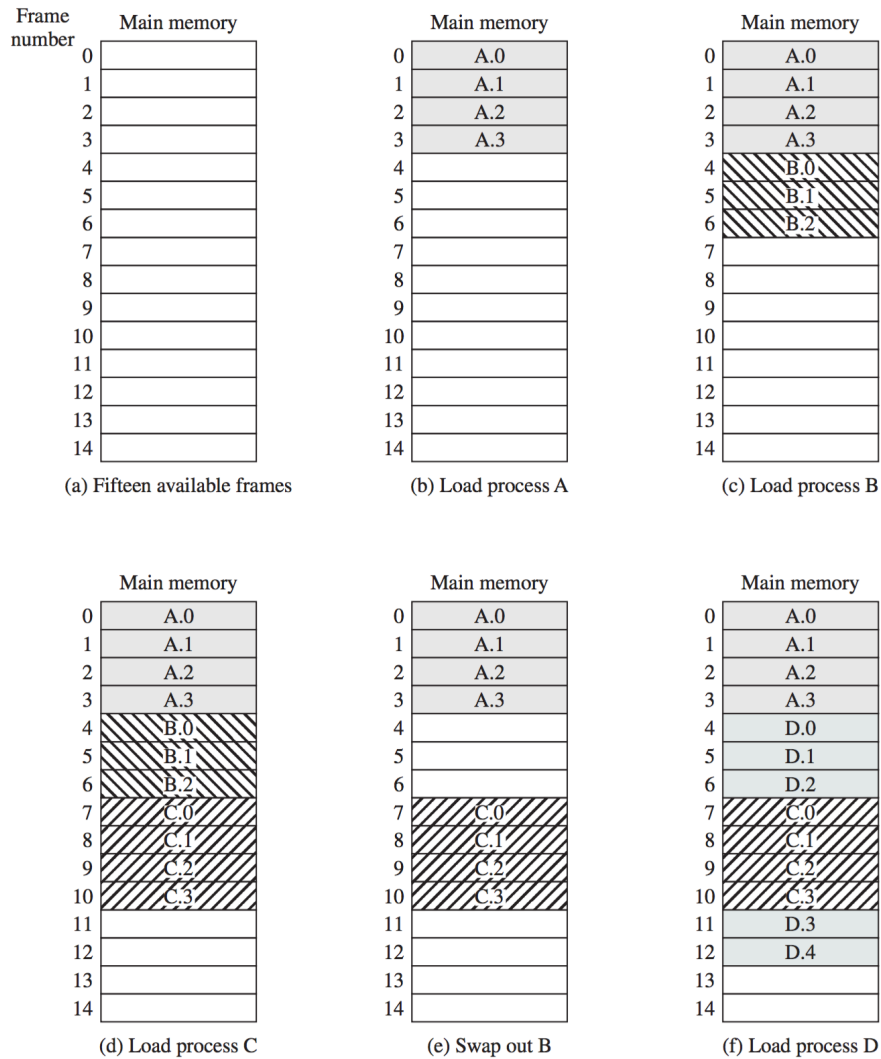 Frame
number
Main memory
0
1
2
3
4
5
6
7
8
9
10
11
12
13
14
(a) Fifteen available frames
Main memory
0 A.0
1 A.1
2 A.2
3 A.3
4
5
6
7
8
9
10
11
12
13
14
(b) Load process A
Main memory
0 A.0
1 A.1
2 A.2
3 A.3
4 B.0
5 B.1
6 B.2
7
8
9
10
11
12
13
14
(c) Load process B
Main memory
0 A.0
1 A.1
2 A.2
3 A.3
4 B.0
5 B.1
6 B.2
7 C.0
8 C.1
9 C.2
10 C.3
11
12
13
14
(d) Load process C
Main memory
0 A.0
1 A.1
2 A.2
3 A.3
4
5
6
7 C.0
8 C.1
9 C.2
10 C.3
11
12
13
14
(e) Swap out B
Main memory
0 A.0
1 A.1
2 A.2
3 A.3
4 D.0
5 D.1
6 D.2
7 C.0
8 C.1
9 C.2
10 C.3
11 D.3
12 D.4
13
14
(f) Load process D